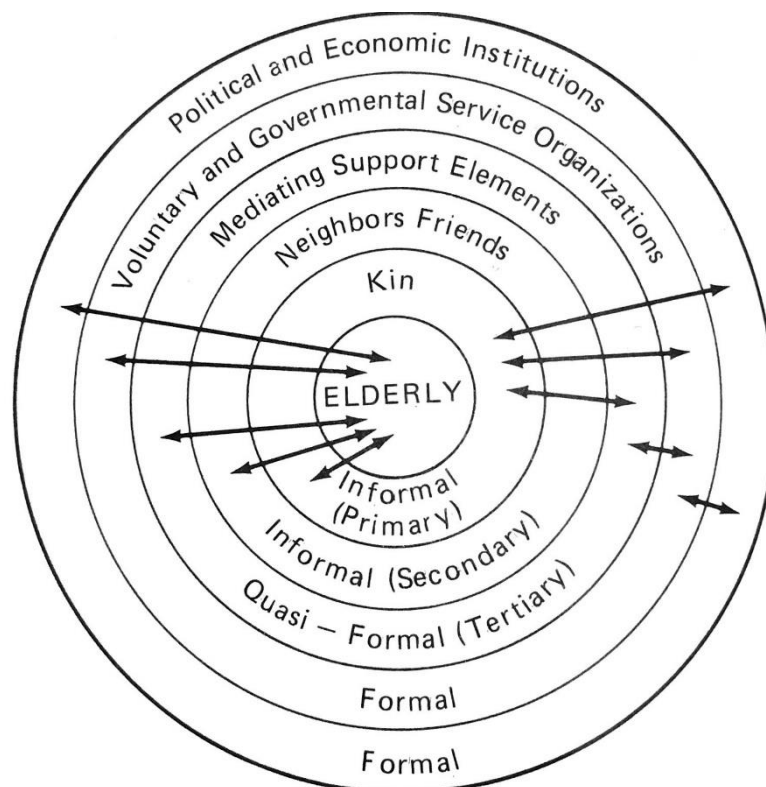 Political and Economic Institutions
Voluntary and Governmental Service Organizations
Mediating Support Elements
Neighbors Friends
Kin
ELDERLY
Informal
(Primary)
Informal (Secondary)
Quasi – Formal (Tertiary)
Formal
Formal